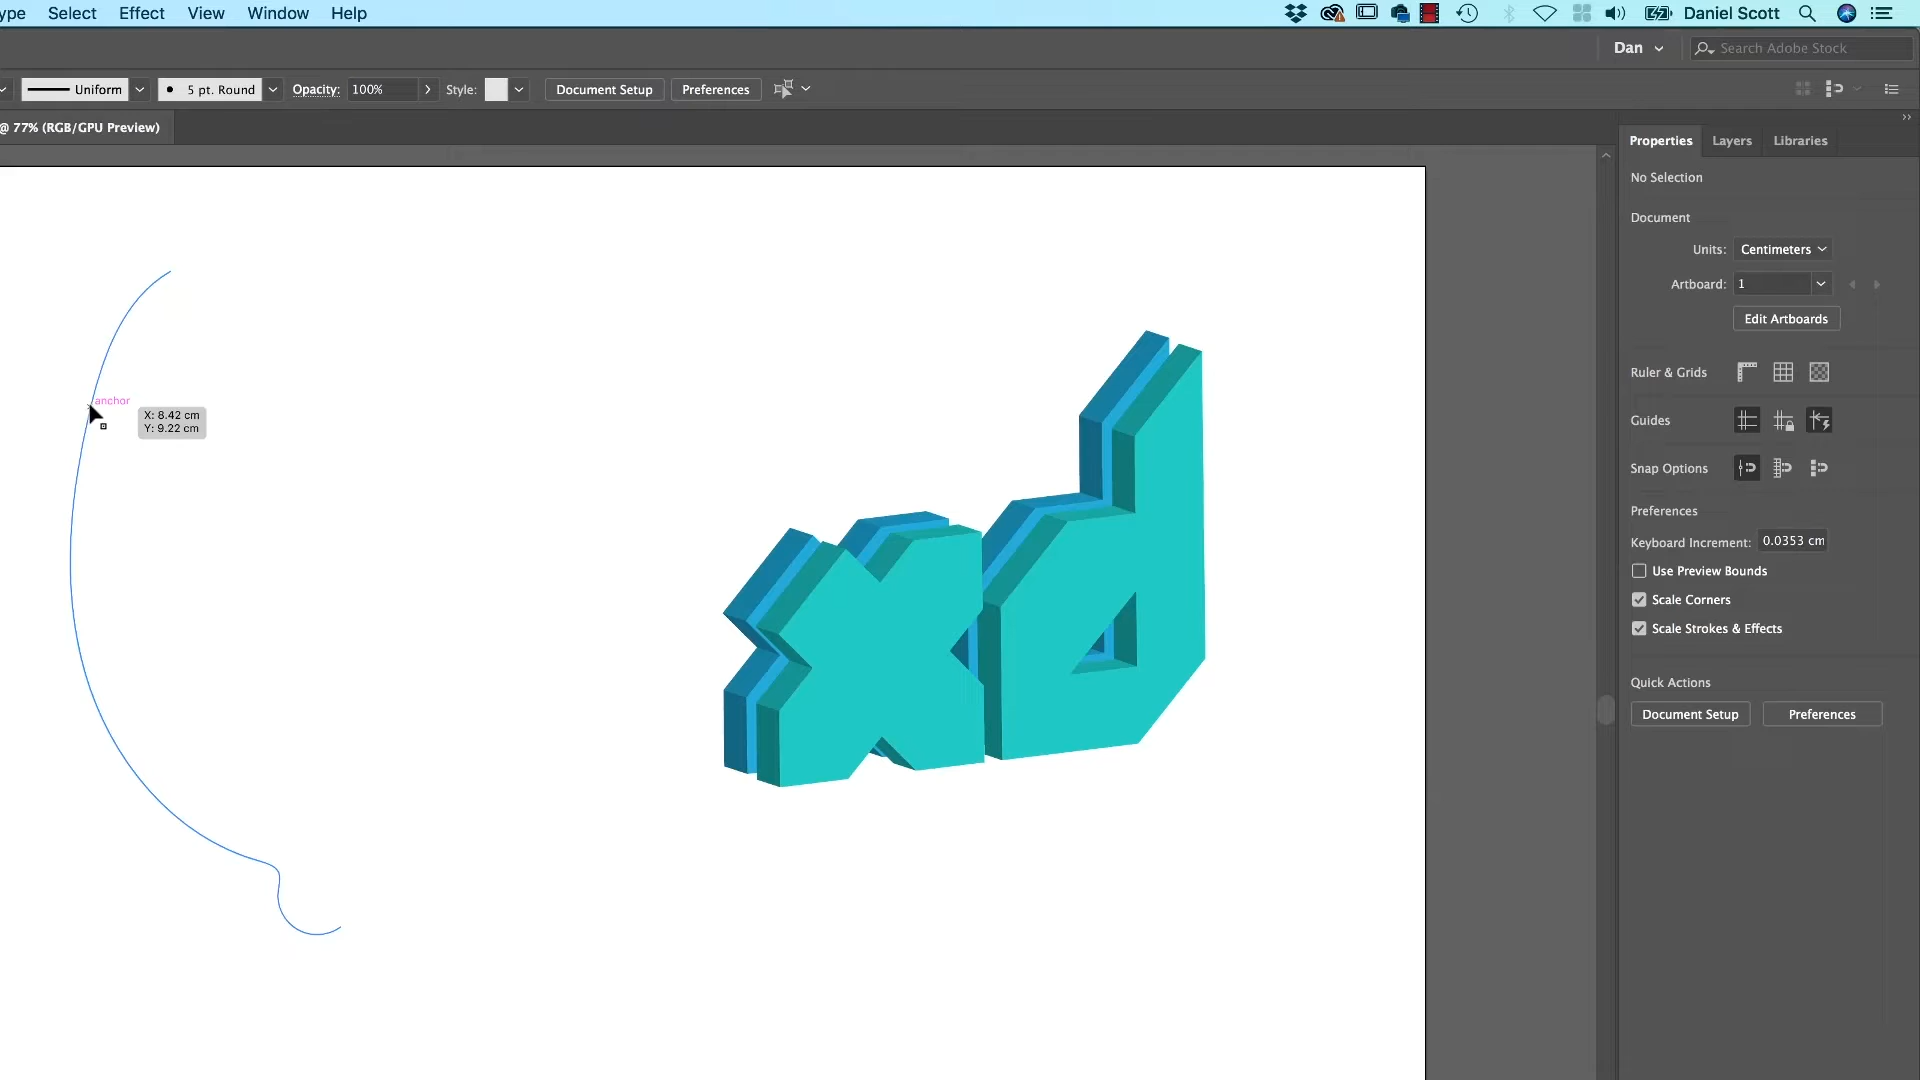 ype Select Effect View Window Help Daniel Scott
Dan Search Adobe Stock
Uniform 5 pt. Round Opacity: 100% Style: Document Setup Preferences
@ 77% (RGB/GPU Preview)
Properties Layers Libraries
No Selection
Document
Units: Centimeters
Artboard: 1
Edit Artboards
Ruler & Grids
Guides
Snap Options
Preferences
Keyboard Increment: 0.0353 cm
Use Preview Bounds
Scale Corners
Scale Strokes & Effects
Quick Actions
Document Setup Preferences
anchor
X: 8.42 cm
Y: 9.22 cm
xd